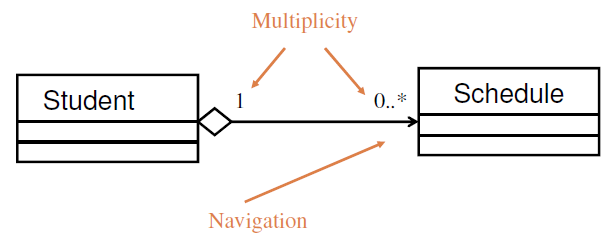 Multiplicity
Student
1
0..*
Schedule
Navigation